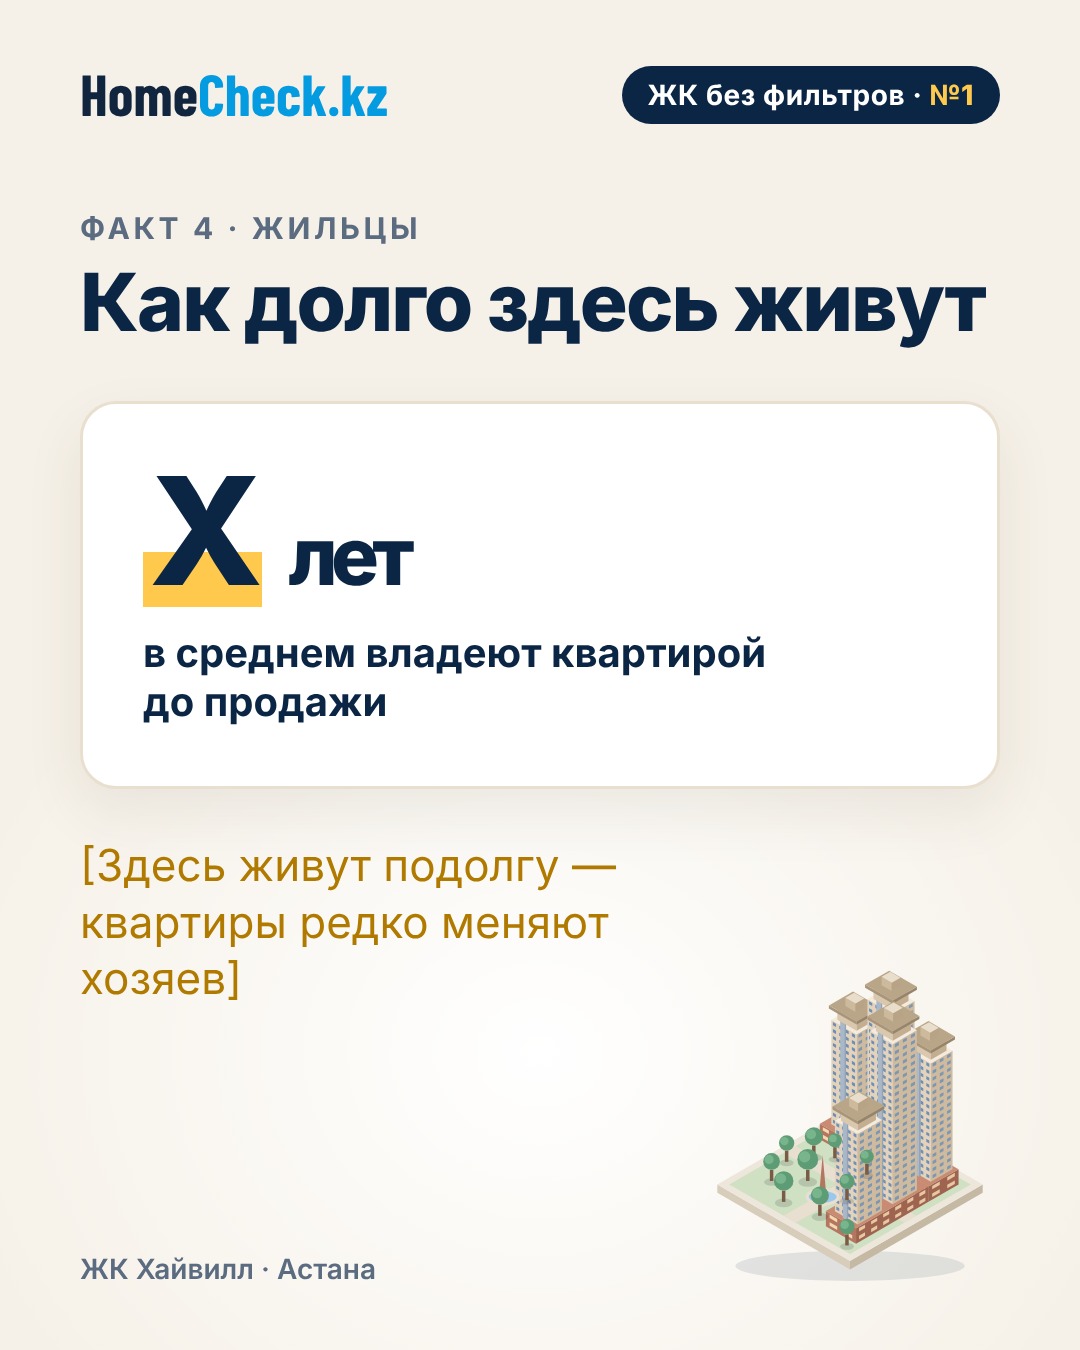 HomeCheck.kz
ЖК без фильтров · №1
ФАКТ 4 · ЖИЛЬЦЫ
Как долго здесь живут
X лет
в среднем владеют квартирой
до продажи
[Здесь живут подолгу —
квартиры редко меняют
хозяев]
ЖК Хайвилл · Астана